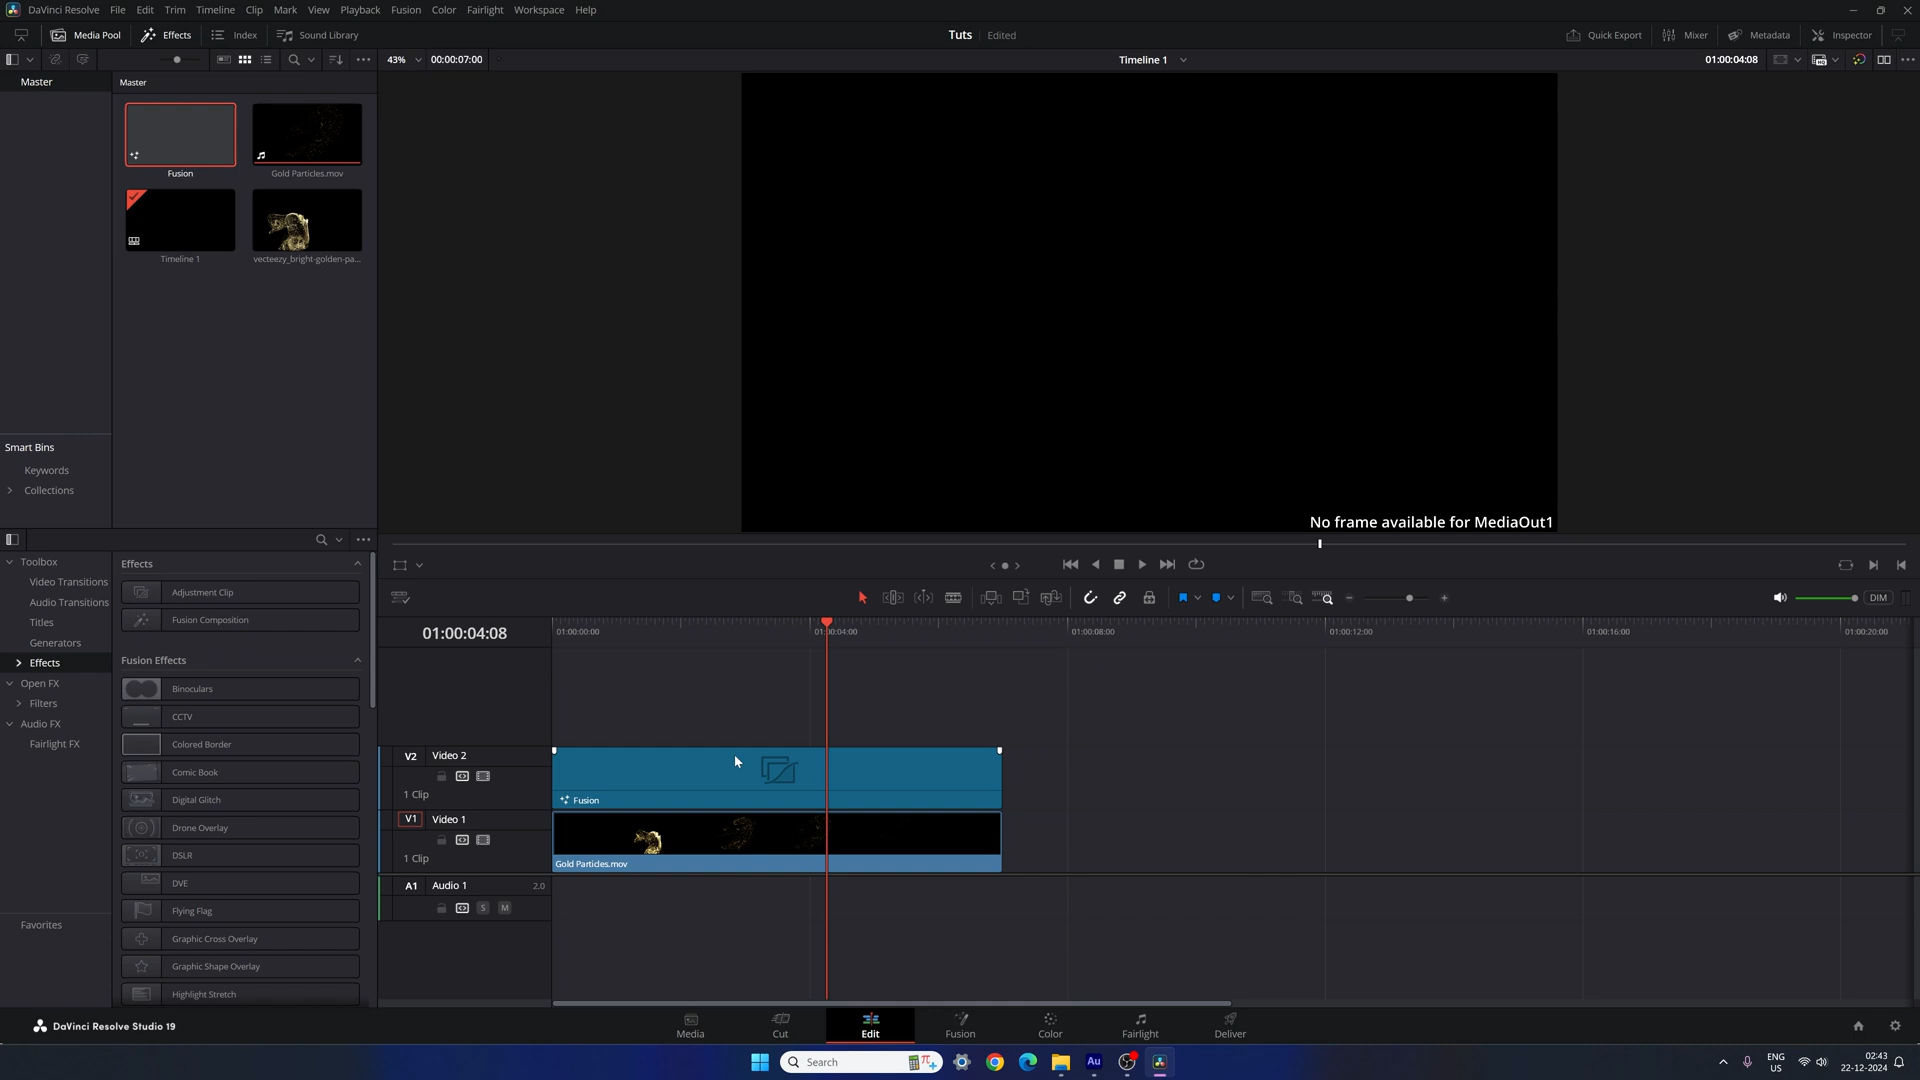 DaVinci Resolve File Edit Trim Timeline Clip Mark View Playback Fusion Color Fairlight Workspace Help
Media Pool Effects Index Sound Library Tuts Edited Quick Export Mixer Metadata Inspector
43% 00:00:07:00 Timeline 1 01:00:04:08
Master
Master
Fusion
Gold Particles.mov
Timeline 1
vecteezy_bright-golden-pa...
Smart Bins
Keywords
Collections
No frame available for MediaOut1
Toolbox
Video Transitions
Audio Transitions
Titles
Generators
Effects
Open FX
Filters
Audio FX
Fairlight FX
Favorites
Effects
Adjustment Clip
Fusion Composition
Fusion Effects
Binoculars
CCTV
Colored Border
Comic Book
Digital Glitch
Drone Overlay
DSLR
DVE
Flying Flag
Graphic Cross Overlay
Graphic Shape Overlay
Highlight Stretch
DIM
01:00:04:08
01:00:00:00 01:00:04:00 01:00:08:00 01:00:12:00 01:00:16:00 01:00:20:00
V2 Video 2
1 Clip
Fusion
V1 Video 1
1 Clip
Gold Particles.mov
A1 Audio 1 2.0
S M
DaVinci Resolve Studio 19
Media Cut Edit Fusion Color Fairlight Deliver
Search
Au
ENG
US
02:43
22-12-2024